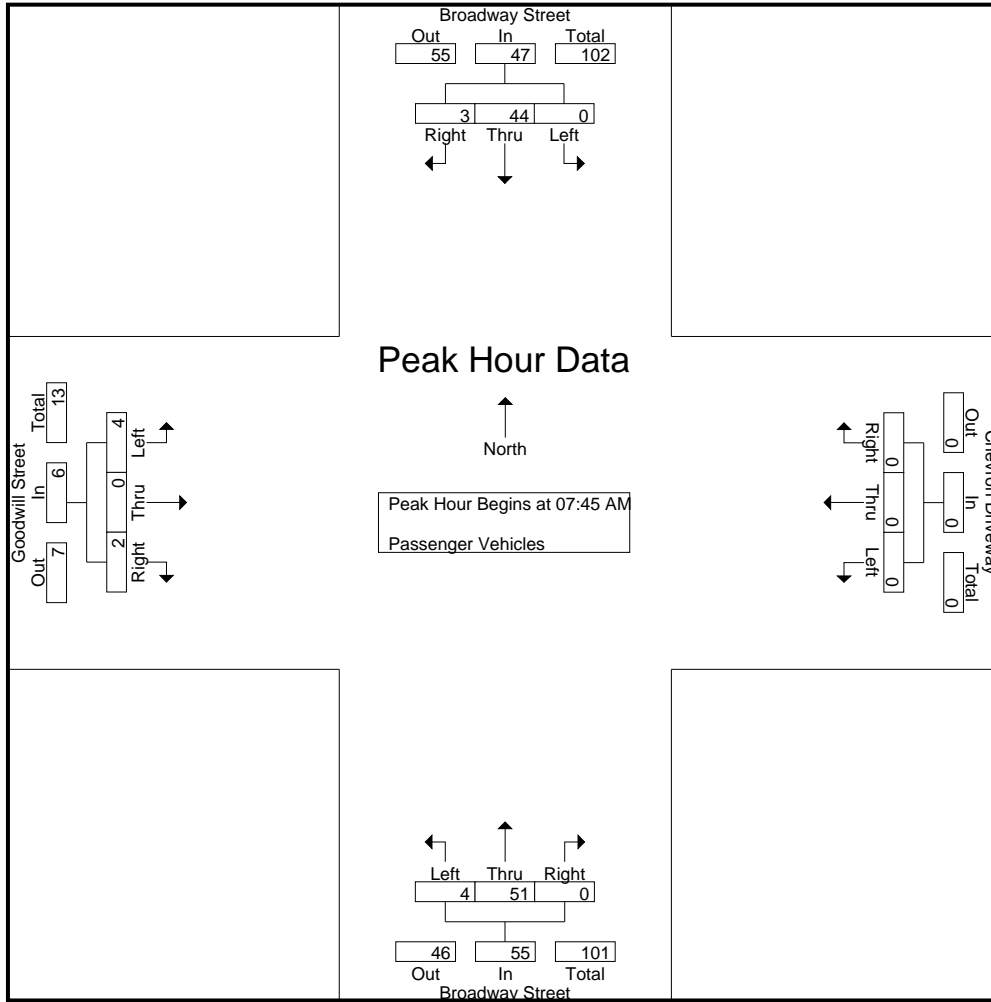 Broadway Street
Out In Total
55 47 102
3 44 0
Right Thru Left
Peak Hour Data
North
Peak Hour Begins at 07:45 AM
Passenger Vehicles
Goodwill Street
Total In Out
13 6 7
4 0 2
Left Thru Right
Chevron Driveway
Out In Total
0 0 0
0 0 0
Right Thru Left
Left Thru Right
4 51 0
46 55 101
Out In Total
Broadway Street